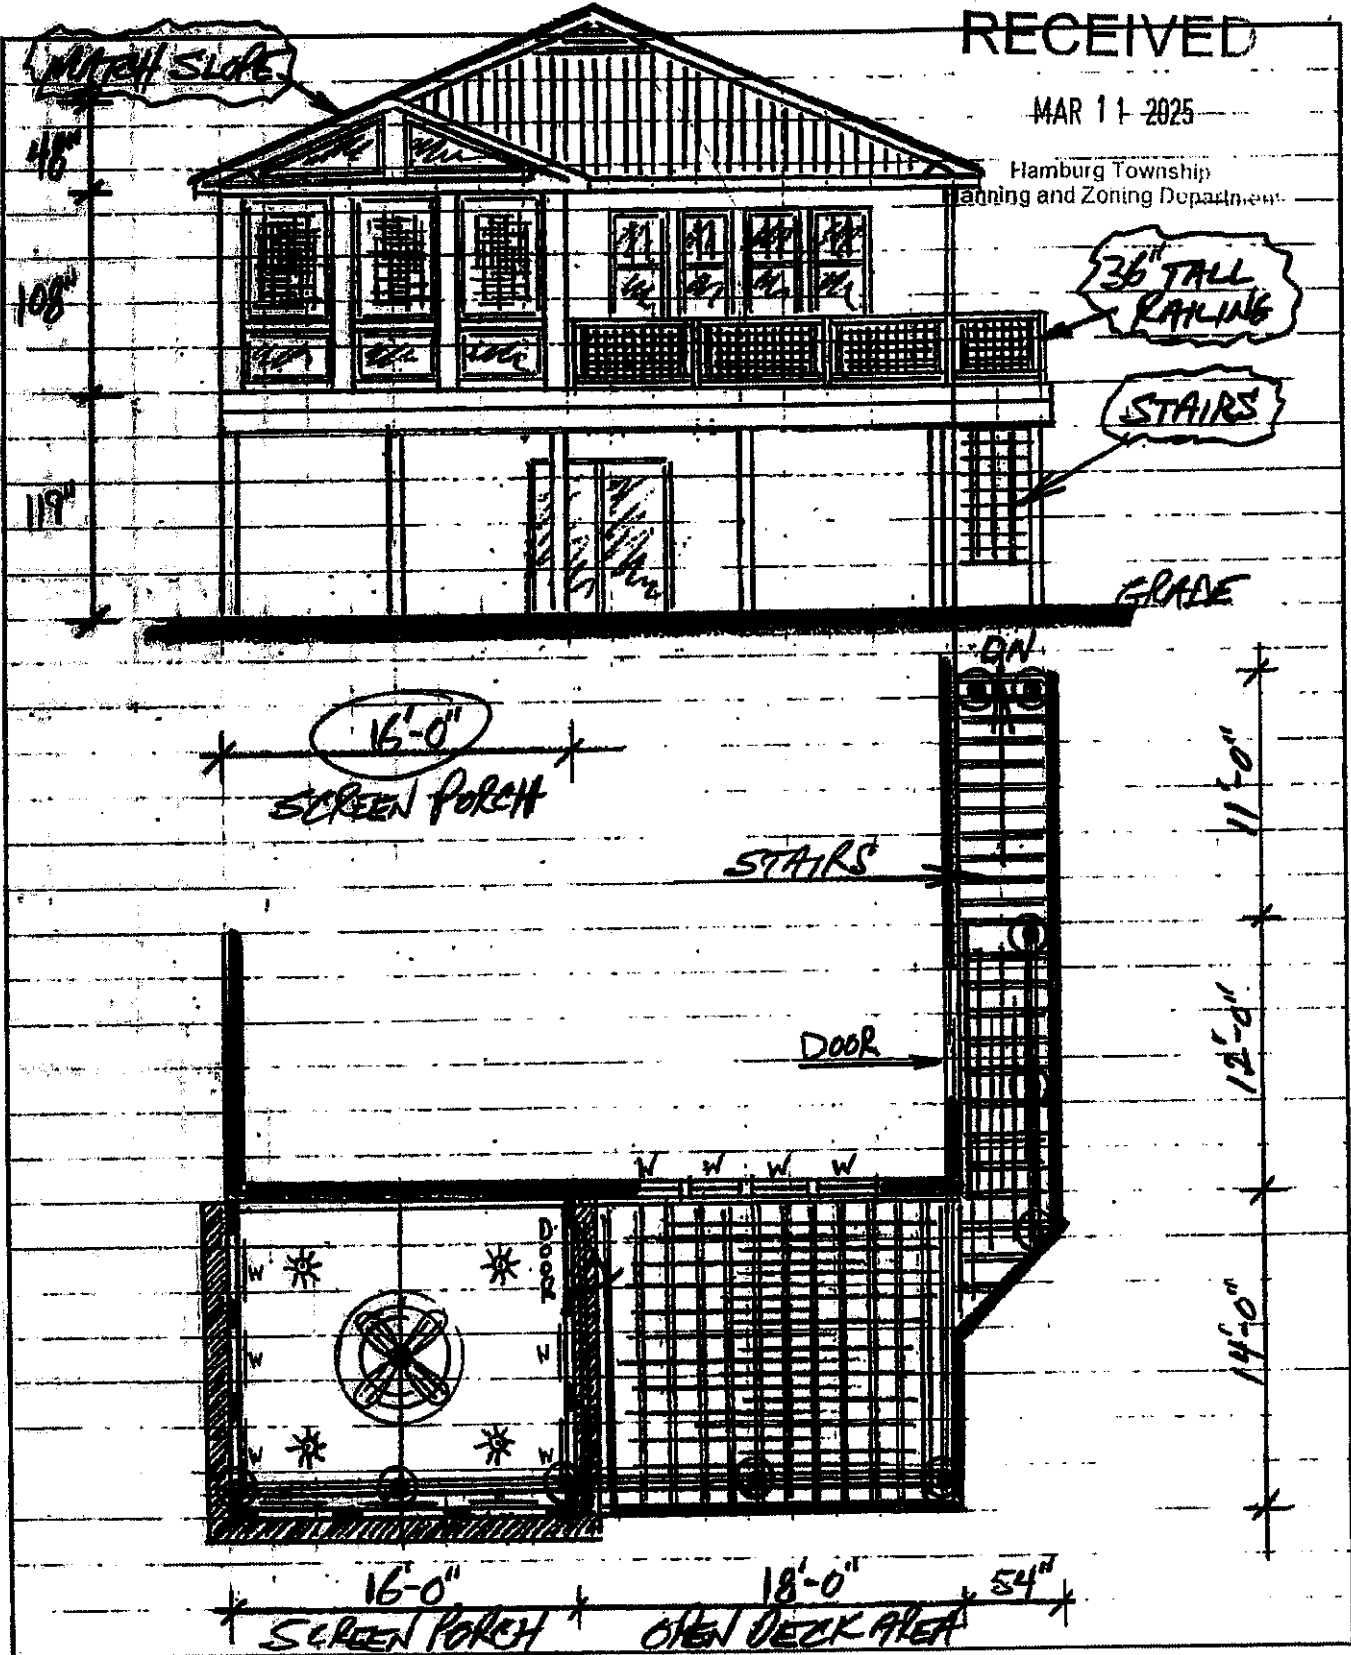 RECEIVED
MAR 11 2025
Hamburg Township
anning and Zoning Department
MATCH SLOPE
48"
108"
119"
36" TALL
RAILING
STAIRS
GRADE
DN
16'-0"
SCREEN PORCH
11'-0"
STAIRS
12'-0"
DOOR
W W W W
DOOR
W
W
W
W
W
14'-0"
16'-0"
18'-0"
54"
SCREEN PORCH
OPEN DECK AREA